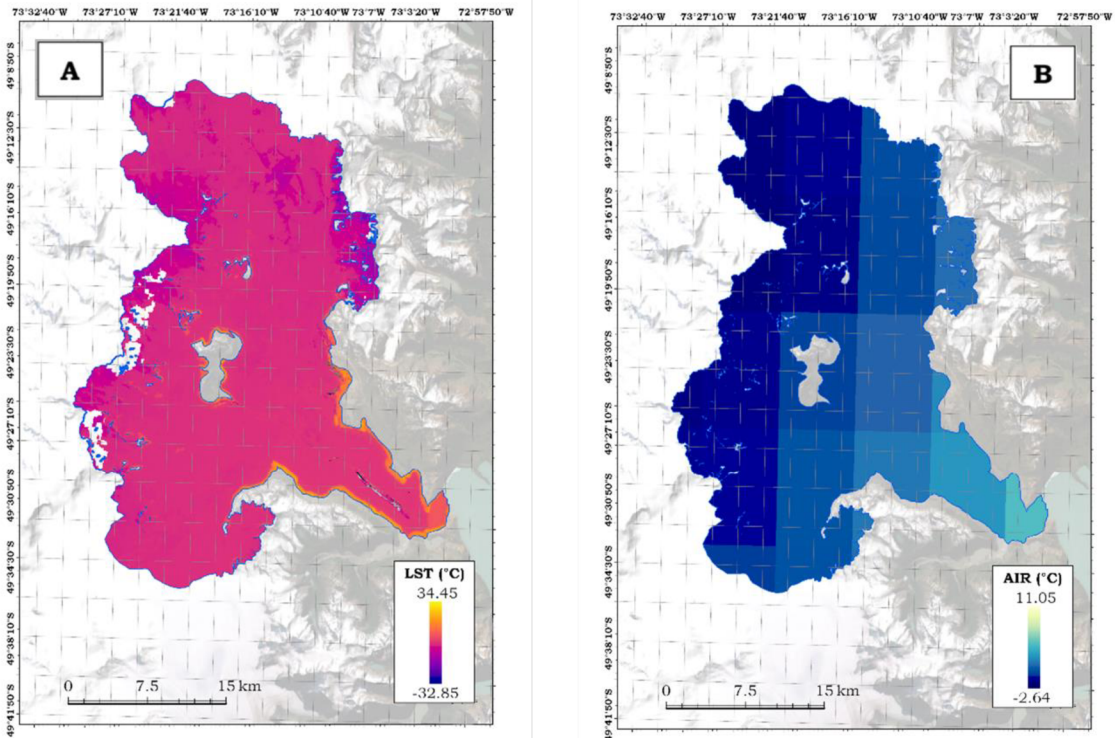 73°32'40"W 73°27'10"W 73°21'40"W 73°16'10"W 73°10'40"W 73°7'W 73°3'20"W 72°57'50"W
A
49°8'50"S
49°12'30"S
49°16'10"S
49°19'50"S
49°23'30"S
49°27'10"S
49°30'50"S
49°34'30"S
49°38'10"S
49°41'50"S
LST (°C)
34.45
-32.85
0 7.5 15 km
73°32'40"W 73°27'10"W 73°21'40"W 73°16'10"W 73°10'40"W 73°7'W 73°3'20"W 72°57'50"W
B
49°8'50"S
49°12'30"S
49°16'10"S
49°19'50"S
49°23'30"S
49°27'10"S
49°30'50"S
49°34'30"S
49°38'10"S
49°41'50"S
AIR (°C)
11.05
-2.64
0 7.5 15 km